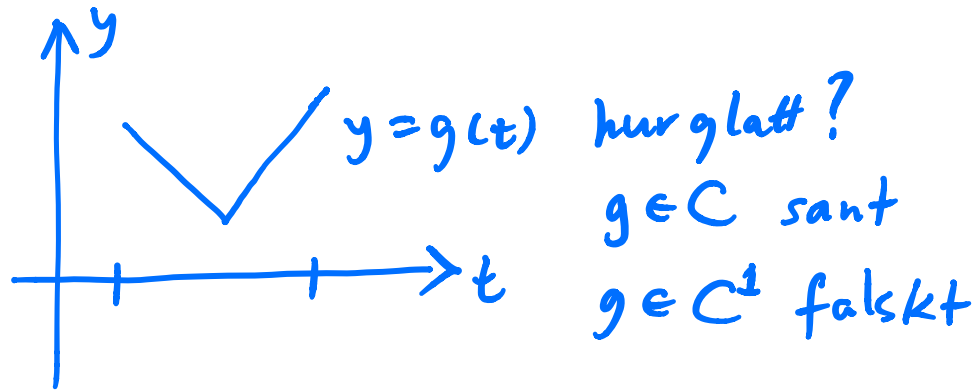 y
y = g(t) hur glatt?
g ∈ C sant
t
g ∈ C¹ falskt